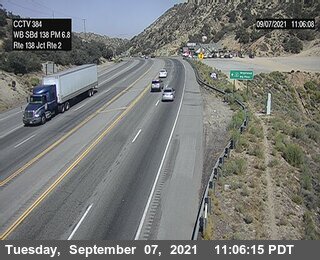 CCTV 384
WB SBd 138 PM 6.8
Rte 138 Jct Rte 2
09/07/2021 11:06:08
Tuesday, September 07, 2021 11:06:15 PDT